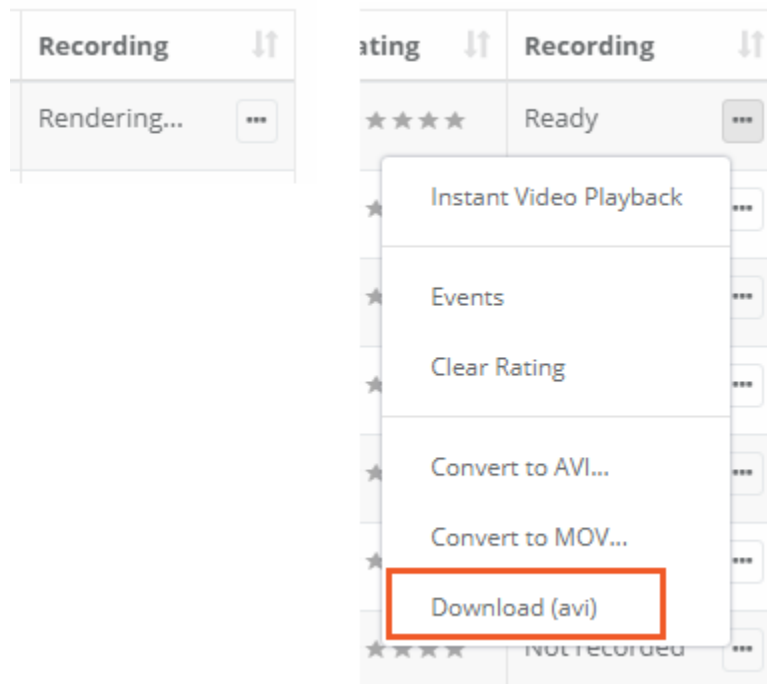 Recording
Rendering...
ating
Recording
Ready
Instant Video Playback
Events
Clear Rating
Convert to AVI...
Convert to MOV...
Download (avi)
Not recorded